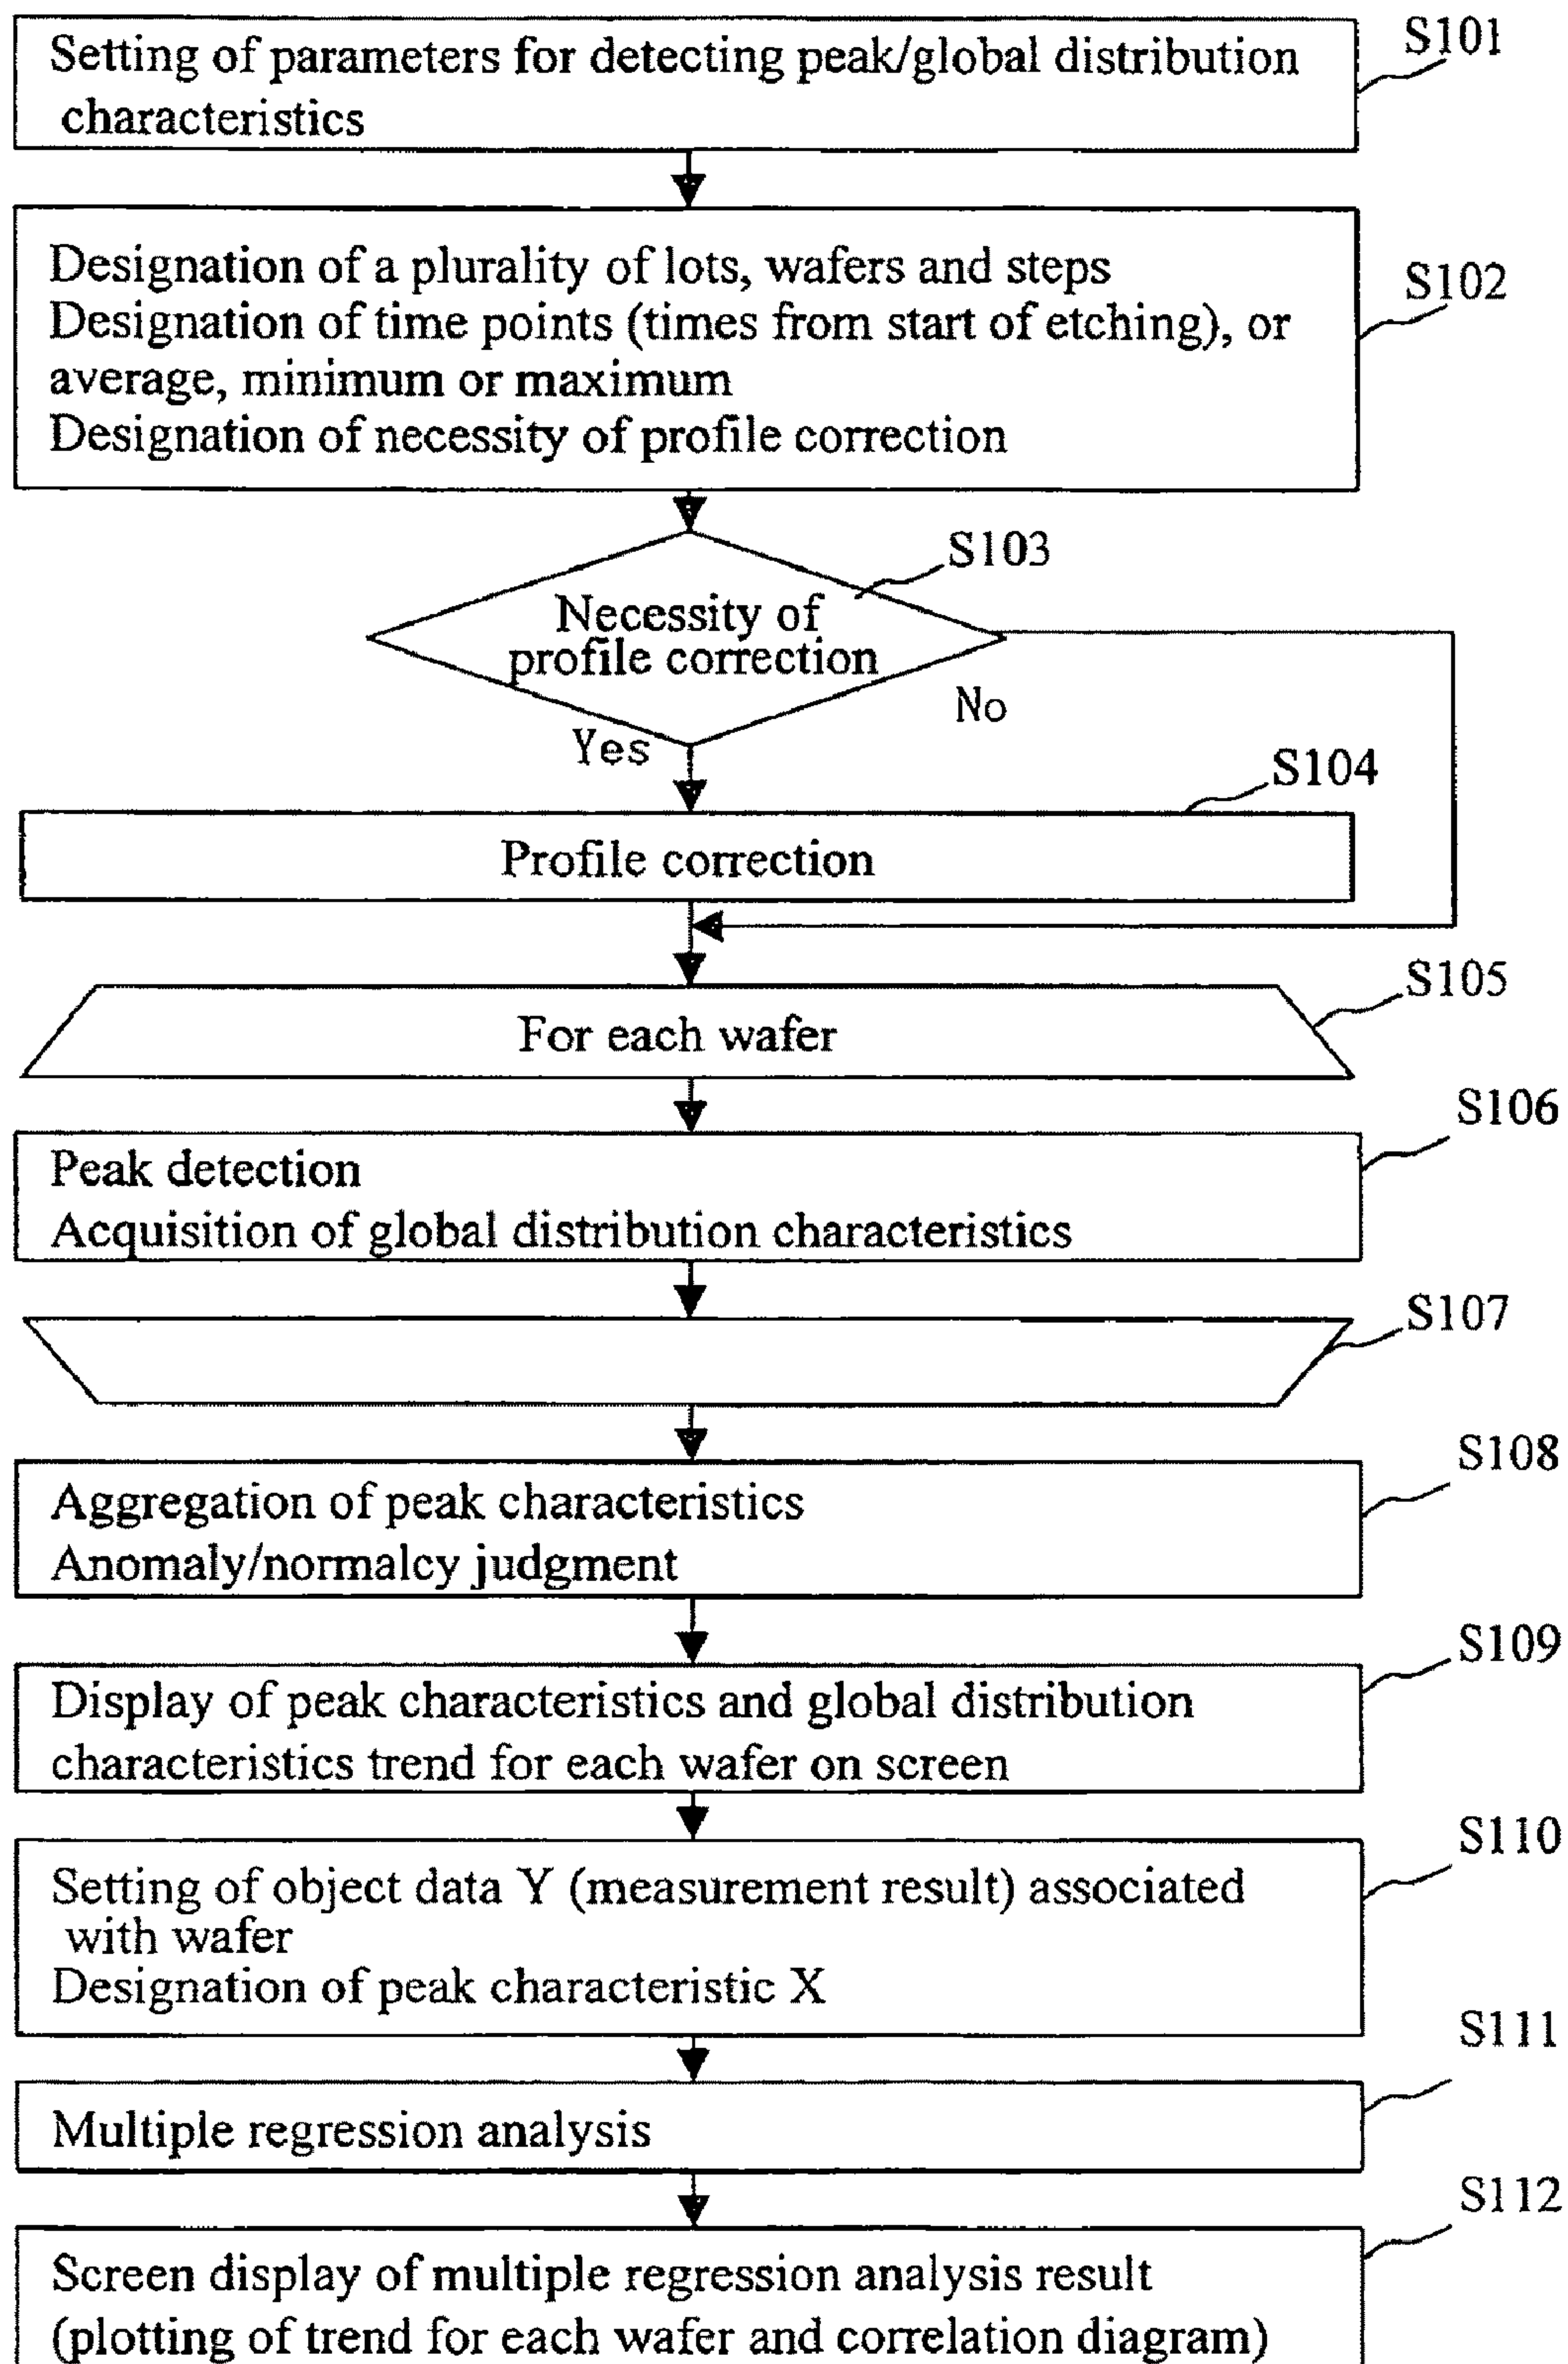 S101
Setting of parameters for detecting peak/global distribution
characteristics
S102
Designation of a plurality of lots, wafers and steps
Designation of time points (times from start of etching), or
average, minimum or maximum
Designation of necessity of profile correction
S103
Necessity of
profile correction
No
Yes
S104
Profile correction
S105
For each wafer
S106
Peak detection
Acquisition of global distribution characteristics
S107
S108
Aggregation of peak characteristics
Anomaly/normalcy judgment
S109
Display of peak characteristics and global distribution
characteristics trend for each wafer on screen
S110
Setting of object data Y (measurement result) associated
with wafer
Designation of peak characteristic X
S111
Multiple regression analysis
S112
Screen display of multiple regression analysis result
(plotting of trend for each wafer and correlation diagram)